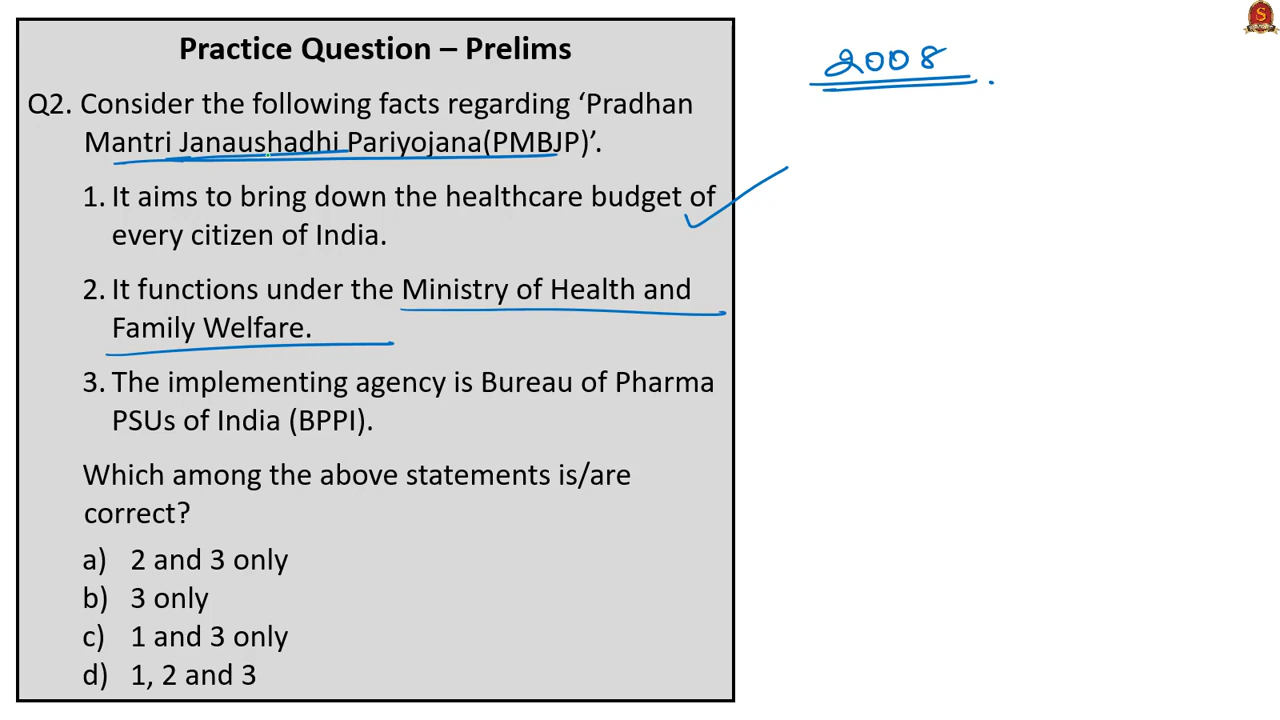 Practice Question – Prelims
2008.
Q2. Consider the following facts regarding ‘Pradhan
Mantri Janaushadhi Pariyojana(PMBJP)’.
1. It aims to bring down the healthcare budget of
every citizen of India.
2. It functions under the Ministry of Health and
Family Welfare.
3. The implementing agency is Bureau of Pharma
PSUs of India (BPPI).
Which among the above statements is/are
correct?
a) 2 and 3 only
b) 3 only
c) 1 and 3 only
d) 1, 2 and 3